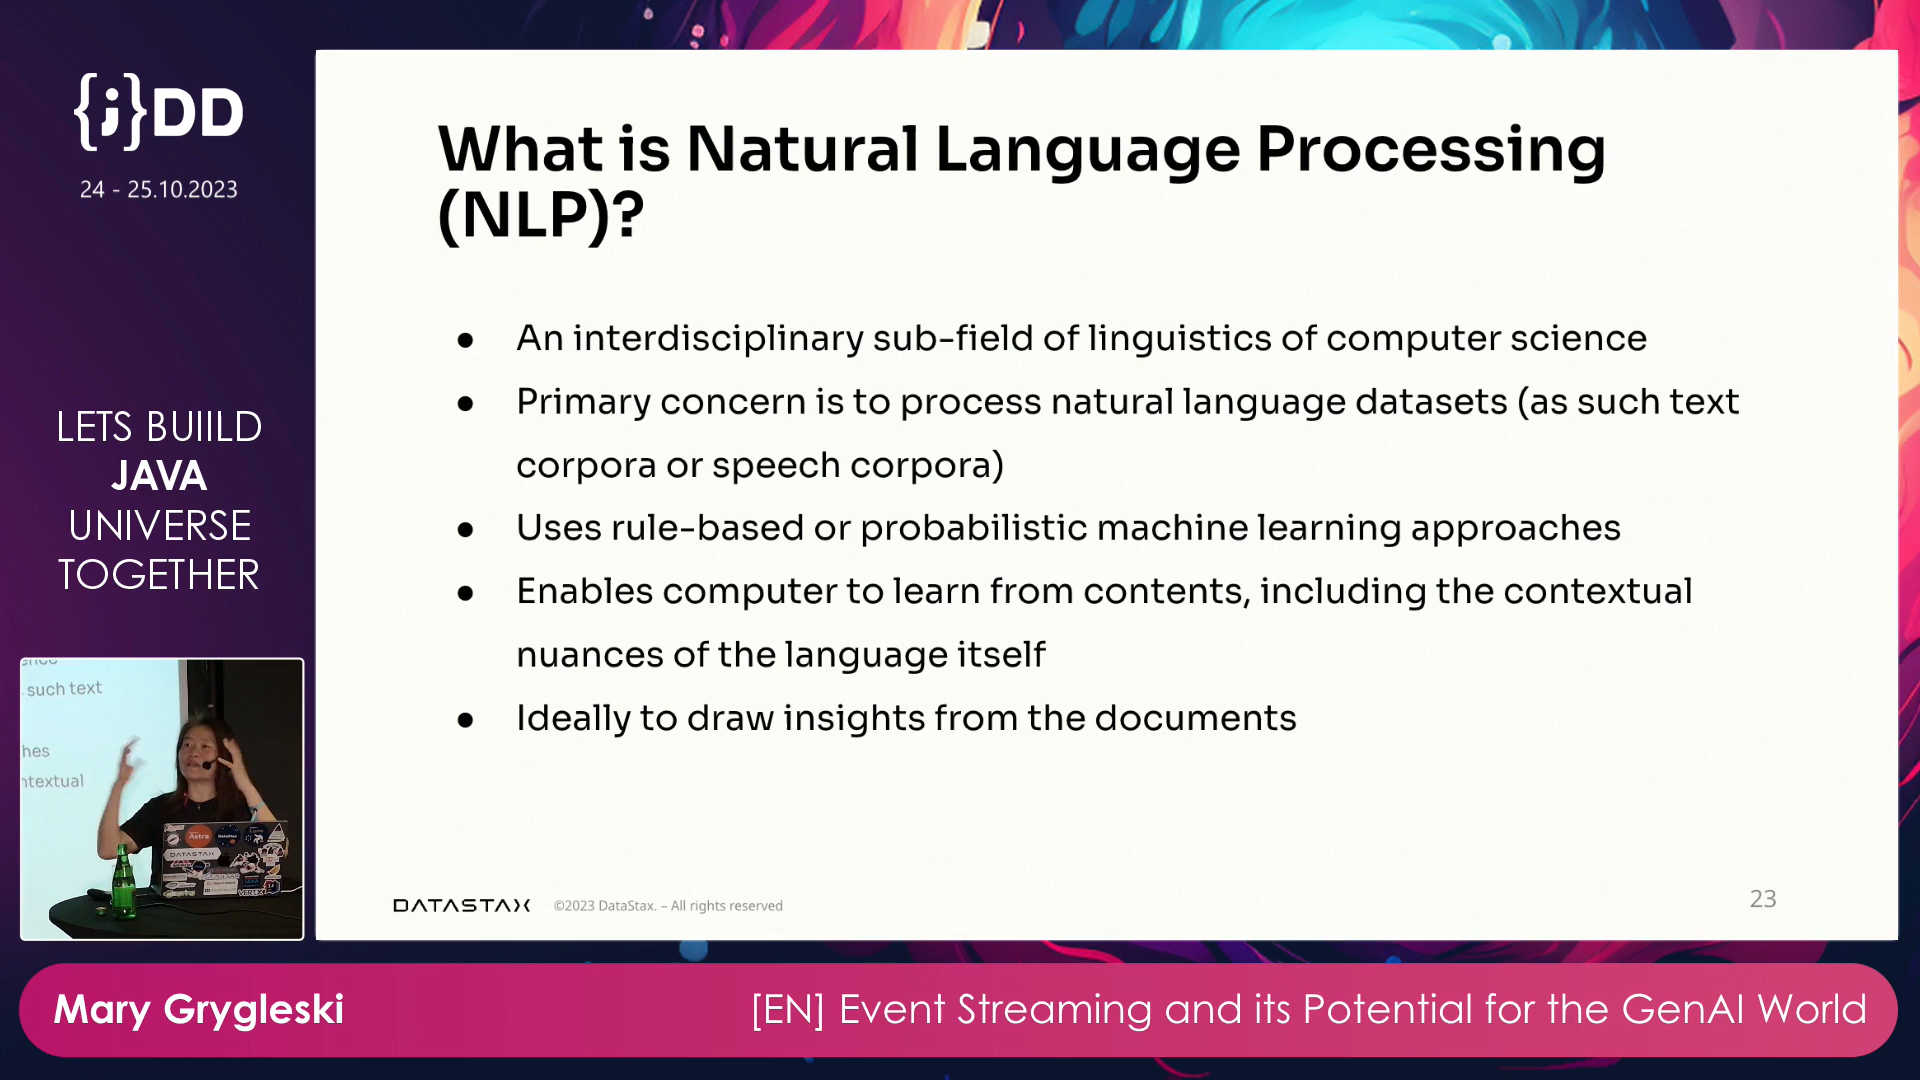 {j}DD
24 - 25.10.2023
LETS BUIILD
JAVA
UNIVERSE
TOGETHER
What is Natural Language Processing
(NLP)?
● An interdisciplinary sub-field of linguistics of computer science
● Primary concern is to process natural language datasets (as such text
corpora or speech corpora)
● Uses rule-based or probabilistic machine learning approaches
● Enables computer to learn from contents, including the contextual
nuances of the language itself
● Ideally to draw insights from the documents
DATASTAX ©2023 DataStax. – All rights reserved
23
such text
hes
ntextual
Astra
DataStax
DATASTAX
Mary Grygleski
[EN] Event Streaming and its Potential for the GenAI World